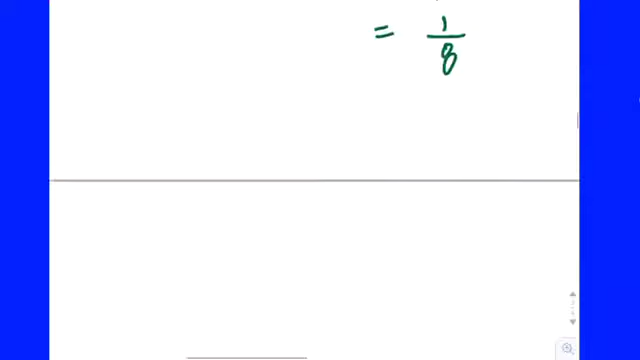 = 1/8